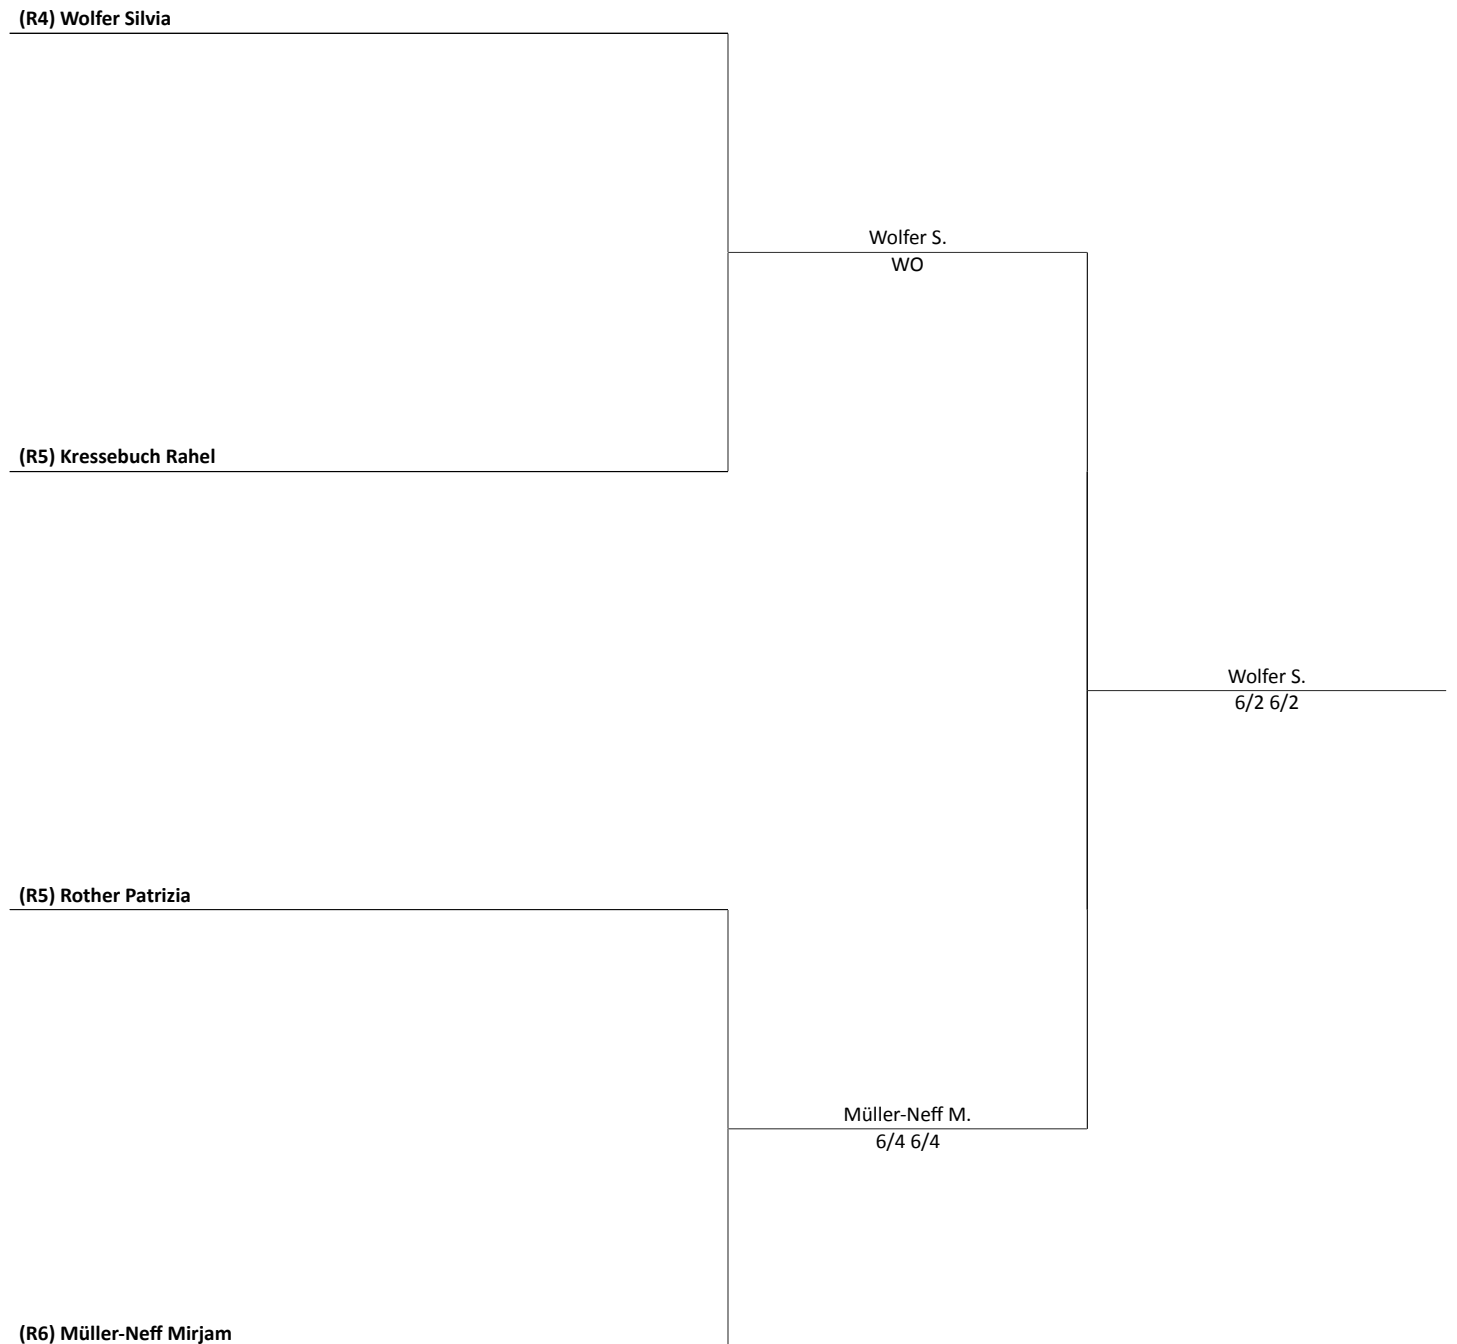 (R4) Wolfer Silvia
Wolfer S.
WO
(R5) Kressebuch Rahel
Wolfer S.
6/2 6/2
(R5) Rother Patrizia
Müller-Neff M.
6/4 6/4
(R6) Müller-Neff Mirjam